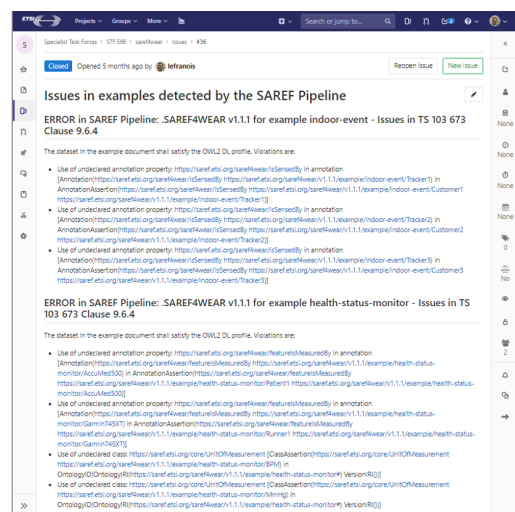 ETSI Projects Groups More Search or jump to... 2
S Specialist Task Forces > STF 566 > saref4wear > Issues > #36
Closed Opened 5 months ago by lefranois Reopen issue New issue
Issues in examples detected by the SAREF Pipeline
ERROR in SAREF Pipeline: .SAREF4WEAR v1.1.1 for example indoor-event - Issues in TS 103 673
Clause 9.6.4
The dataset in the example document shall satisfy the OWL2 DL profile. Violations are:
Use of undeclared annotation property: https://saref.etsi.org/saref4wear/isSensedBy in annotation
[Annotation(https://saref.etsi.org/saref4wear/isSensedBy https://saref.etsi.org/saref4wear/v1.1.1/example/indoor-event/Tracker1) in
AnnotationAssertion(https://saref.etsi.org/saref4wear/isSensedBy https://saref.etsi.org/saref4wear/v1.1.1/example/indoor-event/Customer1
https://saref.etsi.org/saref4wear/v1.1.1/example/indoor-event/Tracker1)]
Use of undeclared annotation property: https://saref.etsi.org/saref4wear/isSensedBy in annotation
[Annotation(https://saref.etsi.org/saref4wear/isSensedBy https://saref.etsi.org/saref4wear/v1.1.1/example/indoor-event/Tracker2) in
AnnotationAssertion(https://saref.etsi.org/saref4wear/isSensedBy https://saref.etsi.org/saref4wear/v1.1.1/example/indoor-event/Customer2
https://saref.etsi.org/saref4wear/v1.1.1/example/indoor-event/Tracker2)]
Use of undeclared annotation property: https://saref.etsi.org/saref4wear/isSensedBy in annotation
[Annotation(https://saref.etsi.org/saref4wear/isSensedBy https://saref.etsi.org/saref4wear/v1.1.1/example/indoor-event/Tracker3) in
AnnotationAssertion(https://saref.etsi.org/saref4wear/isSensedBy https://saref.etsi.org/saref4wear/v1.1.1/example/indoor-event/Customer3
https://saref.etsi.org/saref4wear/v1.1.1/example/indoor-event/Tracker3)]
ERROR in SAREF Pipeline: .SAREF4WEAR v1.1.1 for example health-status-monitor - Issues in TS
103 673 Clause 9.6.4
The dataset in the example document shall satisfy the OWL2 DL profile. Violations are:
Use of undeclared annotation property: https://saref.etsi.org/saref4wear/featureIsMeasuredBy in annotation
[Annotation(https://saref.etsi.org/saref4wear/featureIsMeasuredBy https://saref.etsi.org/saref4wear/v1.1.1/example/health-status-
monitor/AccuMed500) in AnnotationAssertion(https://saref.etsi.org/saref4wear/featureIsMeasuredBy
https://saref.etsi.org/saref4wear/v1.1.1/example/health-status-monitor/Patient1 https://saref.etsi.org/saref4wear/v1.1.1/example/health-status-
monitor/AccuMed500)]
Use of undeclared annotation property: https://saref.etsi.org/saref4wear/featureIsMeasuredBy in annotation
[Annotation(https://saref.etsi.org/saref4wear/featureIsMeasuredBy https://saref.etsi.org/saref4wear/v1.1.1/example/health-status-
monitor/Garmin745XT) in AnnotationAssertion(https://saref.etsi.org/saref4wear/featureIsMeasuredBy
https://saref.etsi.org/saref4wear/v1.1.1/example/health-status-monitor/Runner1 https://saref.etsi.org/saref4wear/v1.1.1/example/health-status-
monitor/Garmin745XT)]
Use of undeclared class: https://saref.etsi.org/core/UnitOfMeasurement [ClassAssertion(https://saref.etsi.org/core/UnitOfMeasurement
https://saref.etsi.org/saref4wear/v1.1.1/example/health-status-monitor/BPM) in
OntologyID(OntologyIRI(https://saref.etsi.org/saref4wear/v1.1.1/example/health-status-monitor#) VersionIRI())]
Use of undeclared class: https://saref.etsi.org/core/UnitOfMeasurement [ClassAssertion(https://saref.etsi.org/core/UnitOfMeasurement
https://saref.etsi.org/saref4wear/v1.1.1/example/health-status-monitor/MmHg) in
OntologyID(OntologyIRI(https://saref.etsi.org/saref4wear/v1.1.1/example/health-status-monitor#) VersionIRI())]
None
None
None
None
0
No
2